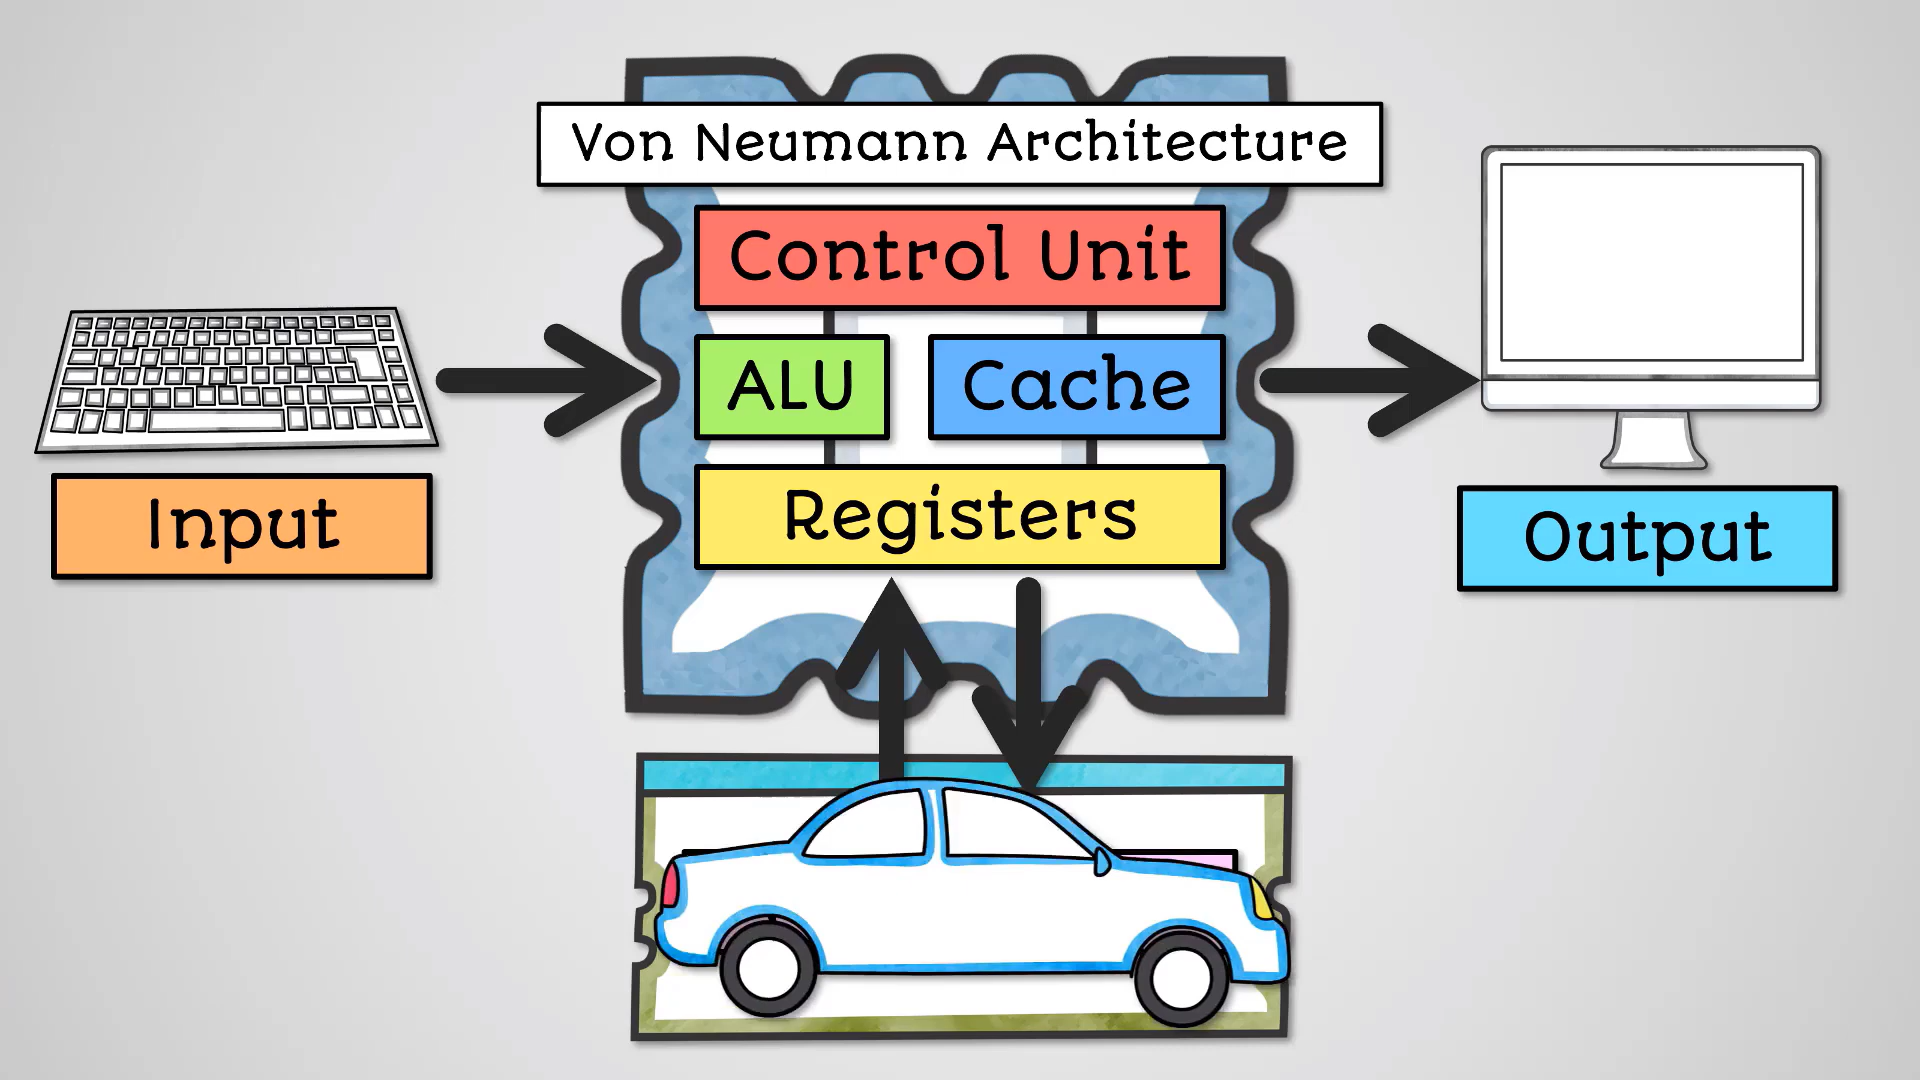 Von Neumann Architecture
Control Unit
ALU
Cache
Registers
Input
Output